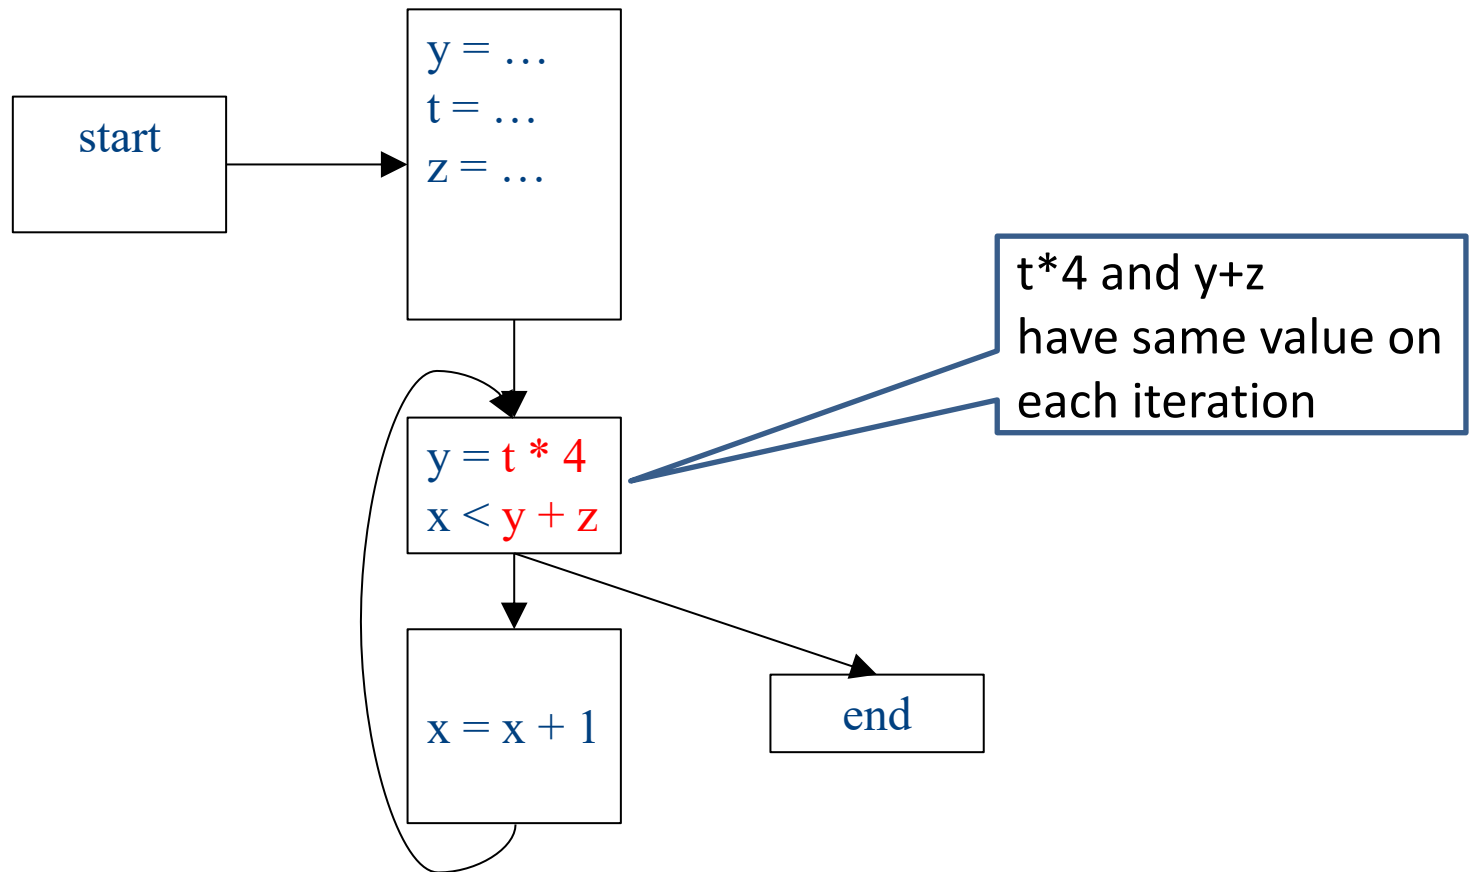 start
y = …
t = …
z = …
t*4 and y+z
have same value on
each iteration
y = t * 4
x < y + z
x = x + 1
end